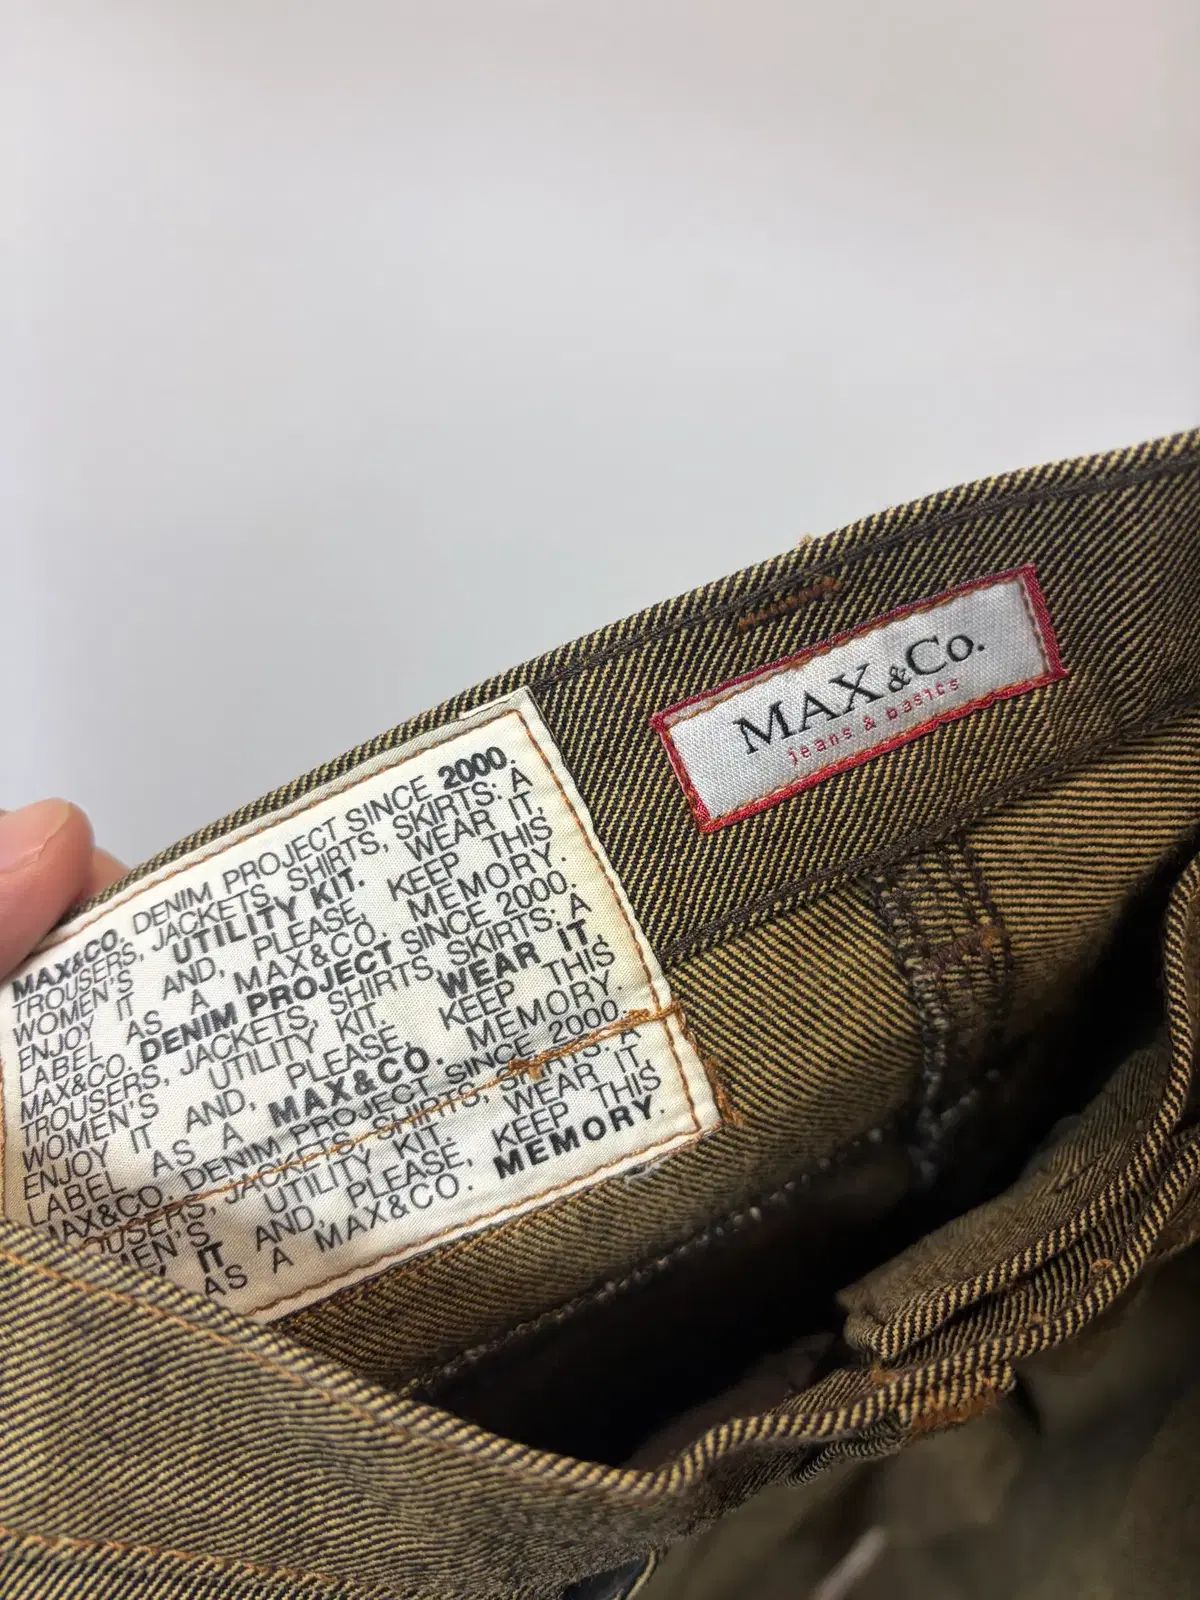 MAX&CO. DENIM PROJECT SINCE 2000.
TROUSERS, JACKETS, SHIRTS, SKIRTS: A
WOMEN'S UTILITY KIT. WEAR IT,
ENJOY IT AND, PLEASE, KEEP THIS
LABEL AS A MAX&CO. MEMORY.
MAX&CO. DENIM PROJECT SINCE 2000.
TROUSERS, JACKETS, SHIRTS, SKIRTS: A
WOMEN'S UTILITY KIT. WEAR IT,
ENJOY IT AND, PLEASE, KEEP THIS
LABEL AS A MAX&CO. MEMORY.
MAX&CO. DENIM PROJECT SINCE 2000.
OUSERS, JACKETS, SHIRTS, SKIRTS: A
EN'S UTILITY KIT. WEAR IT,
IT AND, PLEASE, KEEP THIS
AS A MAX&CO. MEMORY.
MAX&Co.
jeans & basics